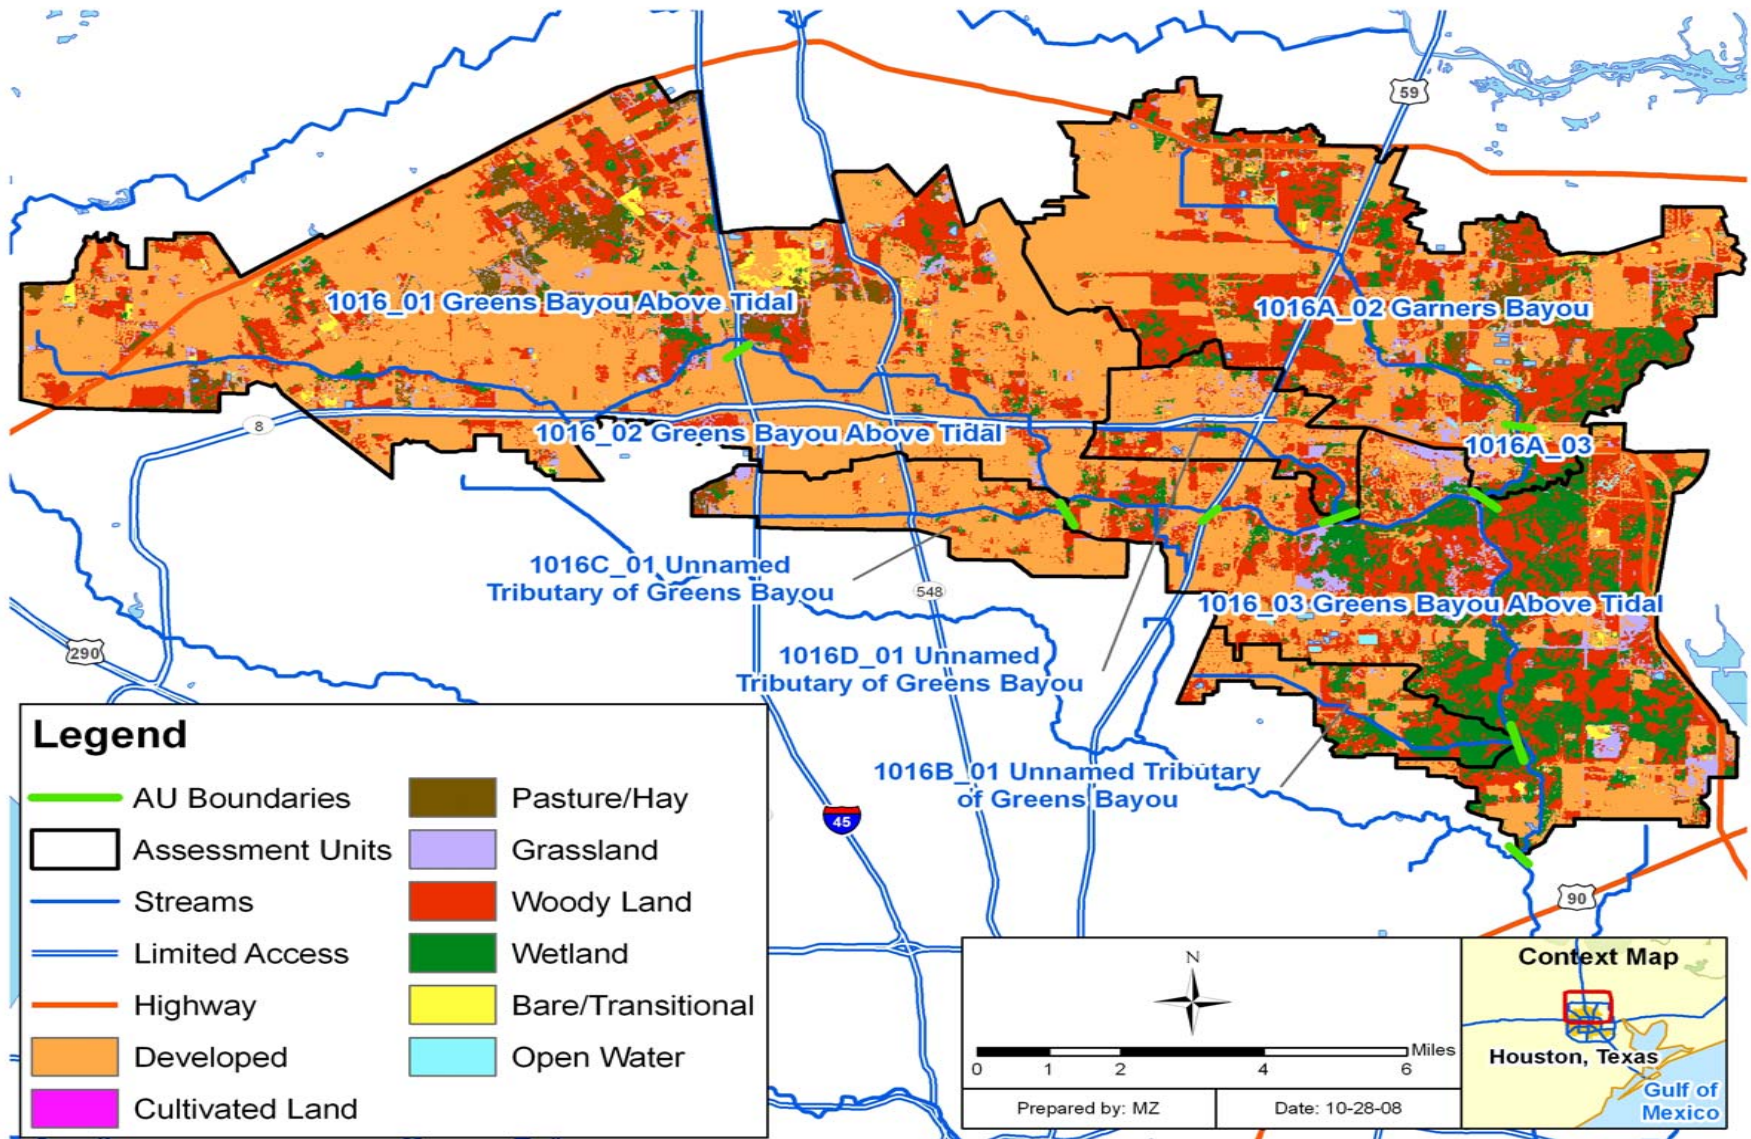 59
1016_01 Greens Bayou Above Tidal
1016A_02 Garners Bayou
8
1016_02 Greens Bayou Above Tidal
1016A_03
1016C_01 Unnamed
Tributary of Greens Bayou
548
1016_03 Greens Bayou Above Tidal
290
1016D_01 Unnamed
Tributary of Greens Bayou
1016B_01 Unnamed Tributary
of Greens Bayou
45
90
Legend
AU Boundaries
Assessment Units
Streams
Limited Access
Highway
Developed
Cultivated Land
Pasture/Hay
Grassland
Woody Land
Wetland
Bare/Transitional
Open Water
N
Miles
0 1 2 4 6
Prepared by: MZ
Date: 10-28-08
Context Map
Houston, Texas
Gulf of
Mexico